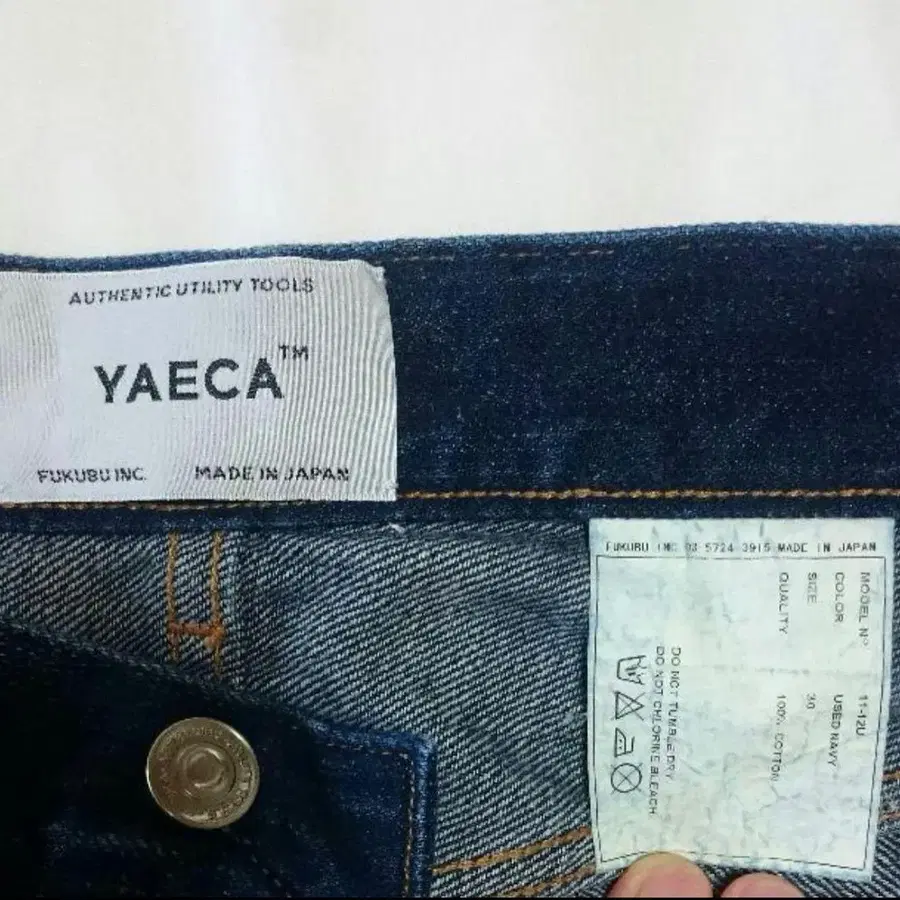 AUTHENTIC UTILITY TOOLS
YAECA™
FUKUBU INC. MADE IN JAPAN
FUKUBU INC 03 5724 3915 MADE IN JAPAN
MODEL Nº 11-12U
COLOR USED NAVY
SIZE 30
QUALITY 100% COTTON
DO NOT TUMBLE DRY
DO NOT CHLORINE BLEACH